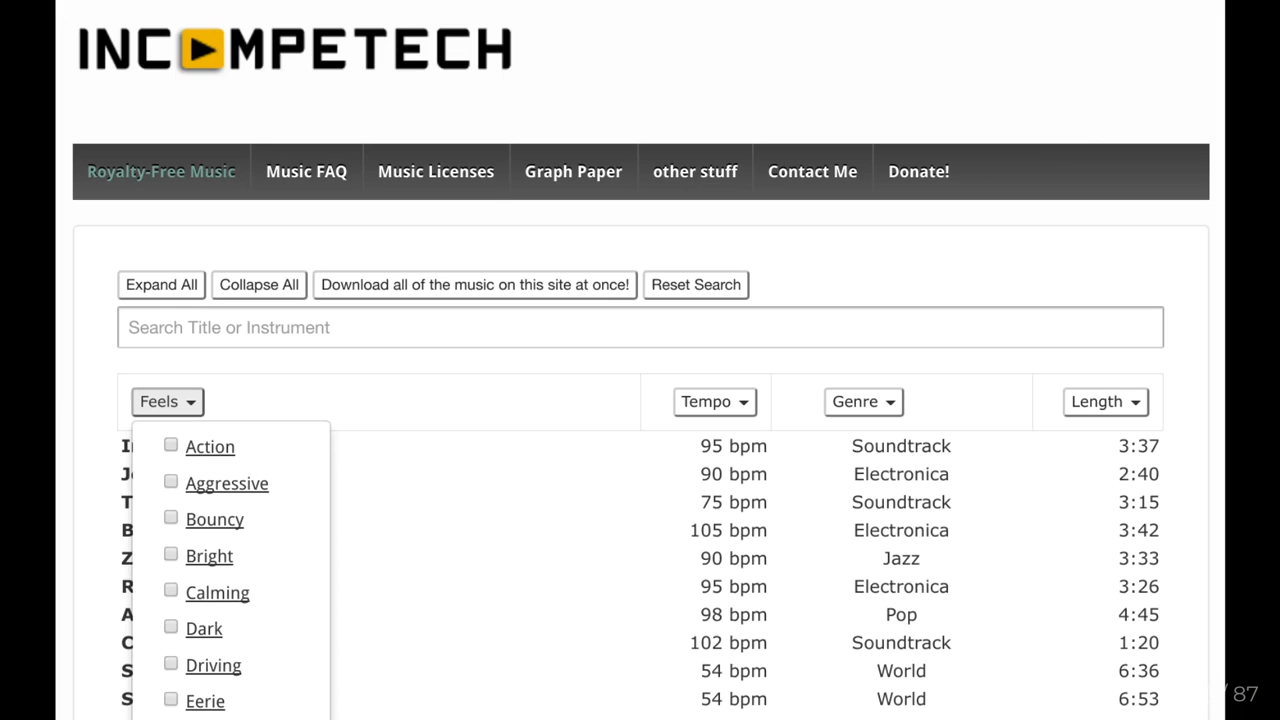 INCOMPETECH
Royalty-Free Music Music FAQ Music Licenses Graph Paper other stuff Contact Me Donate!
Expand All Collapse All Download all of the music on this site at once! Reset Search
Search Title or Instrument
Feels Tempo Genre Length
95 bpm Soundtrack 3:37
Action
90 bpm Electronica 2:40
Aggressive
75 bpm Soundtrack 3:15
Bouncy
105 bpm Electronica 3:42
Bright
90 bpm Jazz 3:33
Calming
95 bpm Electronica 3:26
98 bpm Pop 4:45
Dark
102 bpm Soundtrack 1:20
Driving
54 bpm World 6:36
Eerie
54 bpm World 6:53
/ 87